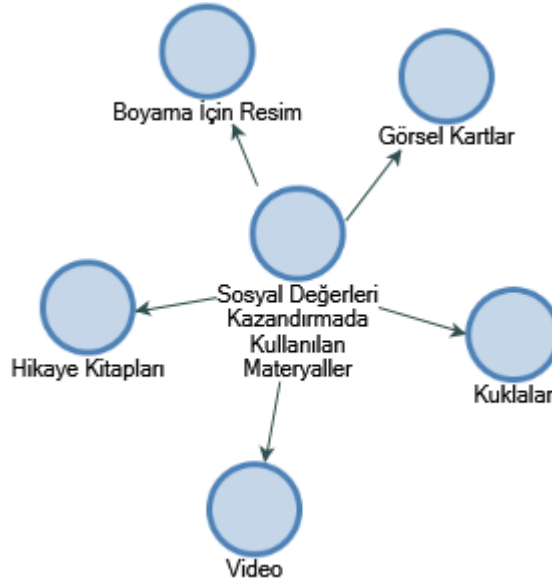 Boyama İçin Resim
Görsel Kartlar
Sosyal Değerleri
Kazandırmada
Kullanılan
Materyaller
Hikaye Kitapları
Kuklalar
Video